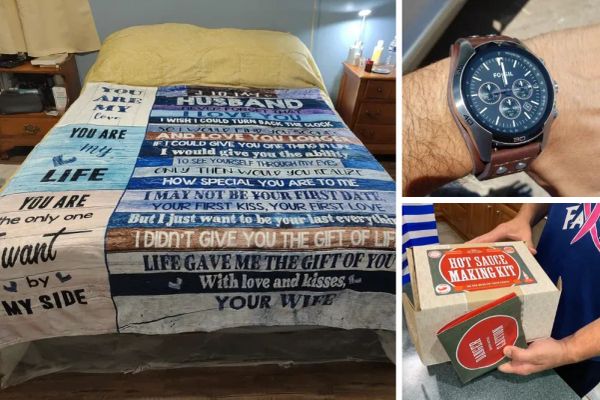 YOU ARE
MY
love
YOU ARE
my
LIFE
YOU ARE
the only one
I want
by
MY SIDE
HUSBAND
I LOVE YOU
I WISH I COULD TURN BACK THE CLOCK
AND LOVE YOU LONGER
IF I COULD GIVE YOU ONE THING IN LIFE
I would give you the ability
TO SEE YOURSELF THROUGH MY EYES
ONLY THEN WOULD YOU REALIZE
HOW SPECIAL YOU ARE TO ME
I MAY NOT BE YOUR FIRST DATE
YOUR FIRST KISS, YOUR FIRST LOVE
But I just want to be your last everything
I DIDN'T GIVE YOU THE GIFT OF LIFE
LIFE GAVE ME THE GIFT OF YOU
With love and kisses,
YOUR WIFE
FOSSIL
HOT SAUCE
MAKING KIT
FA